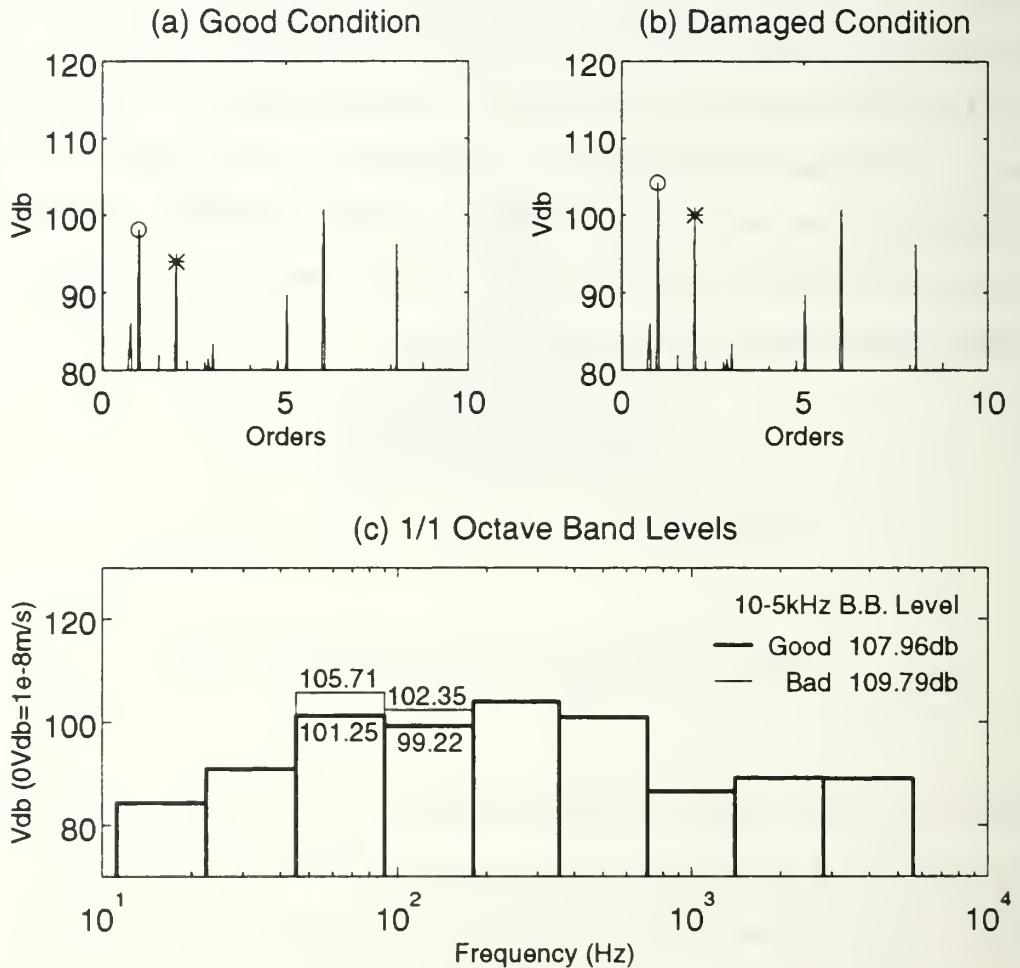 (a) Good Condition
(b) Damaged Condition
120
110
100
90
80
Vdb
0
5
10
Orders
120
110
100
90
80
Vdb
0
5
10
Orders
(c) 1/1 Octave Band Levels
Vdb (0Vdb=1e-8m/s)
120
100
80
10-5kHz B.B. Level
Good 107.96db
Bad 109.79db
105.71
102.35
101.25
99.22
10^1
10^2
10^3
10^4
Frequency (Hz)